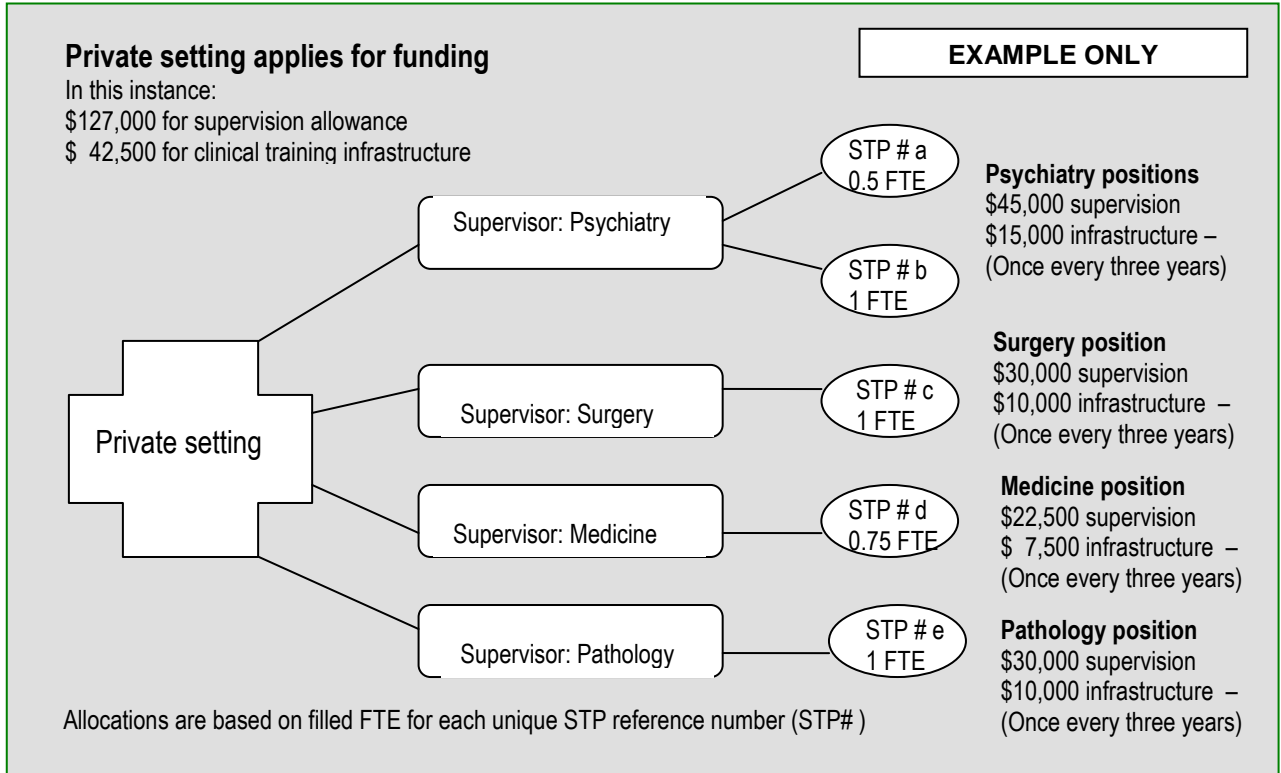 Private setting applies for funding
EXAMPLE ONLY
In this instance:
$127,000 for supervision allowance
$ 42,500 for clinical training infrastructure
Private setting
Supervisor: Psychiatry
STP # a
0.5 FTE
STP # b
1 FTE
Psychiatry positions
$45,000 supervision
$15,000 infrastructure –
(Once every three years)
Supervisor: Surgery
STP # c
1 FTE
Surgery position
$30,000 supervision
$10,000 infrastructure –
(Once every three years)
Supervisor: Medicine
STP # d
0.75 FTE
Medicine position
$22,500 supervision
$ 7,500 infrastructure –
(Once every three years)
Supervisor: Pathology
STP # e
1 FTE
Pathology position
$30,000 supervision
$10,000 infrastructure –
(Once every three years)
Allocations are based on filled FTE for each unique STP reference number (STP# )